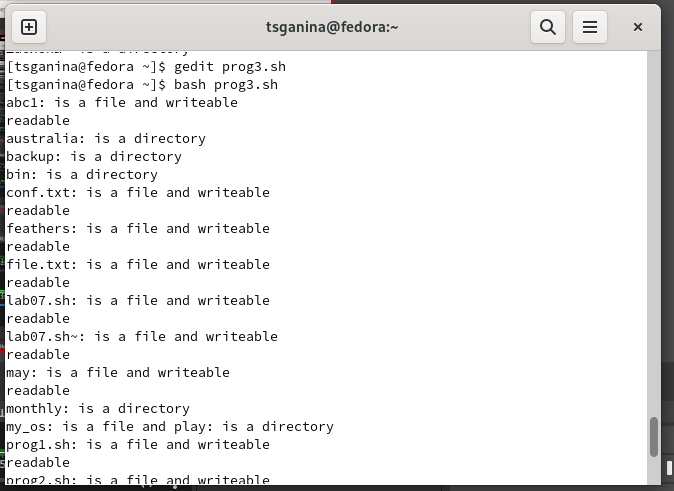 tsganina@fedora:~
[tsganina@fedora ~]$ gedit prog3.sh
[tsganina@fedora ~]$ bash prog3.sh
abc1: is a file and writeable
readable
australia: is a directory
backup: is a directory
bin: is a directory
conf.txt: is a file and writeable
readable
feathers: is a file and writeable
readable
file.txt: is a file and writeable
readable
lab07.sh: is a file and writeable
readable
lab07.sh~: is a file and writeable
readable
may: is a file and writeable
readable
monthly: is a directory
my_os: is a file and play: is a directory
prog1.sh: is a file and writeable
readable
prog2.sh: is a file and writeable